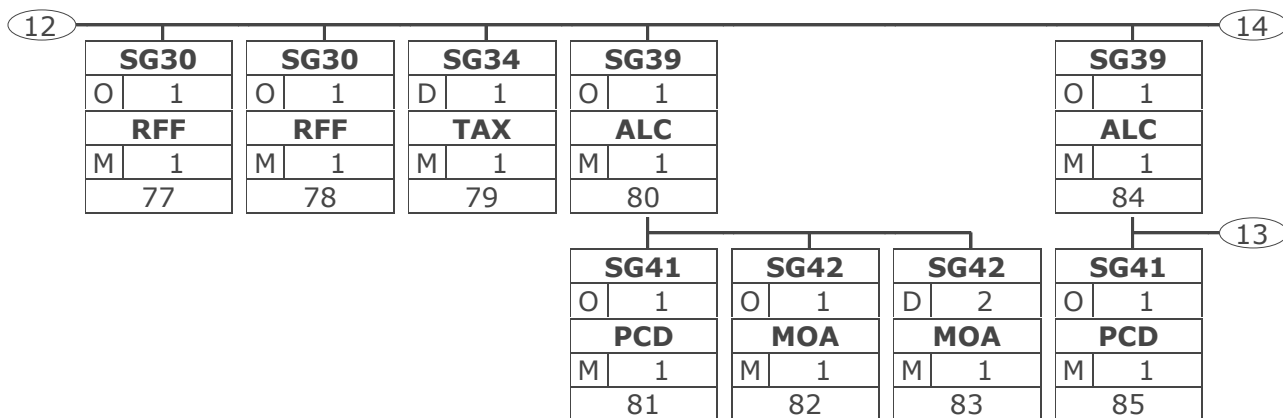 12 14
SG30 SG30 SG34 SG39 SG39
O 1 O 1 D 1 O 1 O 1
RFF RFF TAX ALC ALC
M 1 M 1 M 1 M 1 M 1
77 78 79 80 84
13
SG41 SG42 SG42 SG41
O 1 O 1 D 2 O 1
PCD MOA MOA PCD
M 1 M 1 M 1 M 1
81 82 83 85